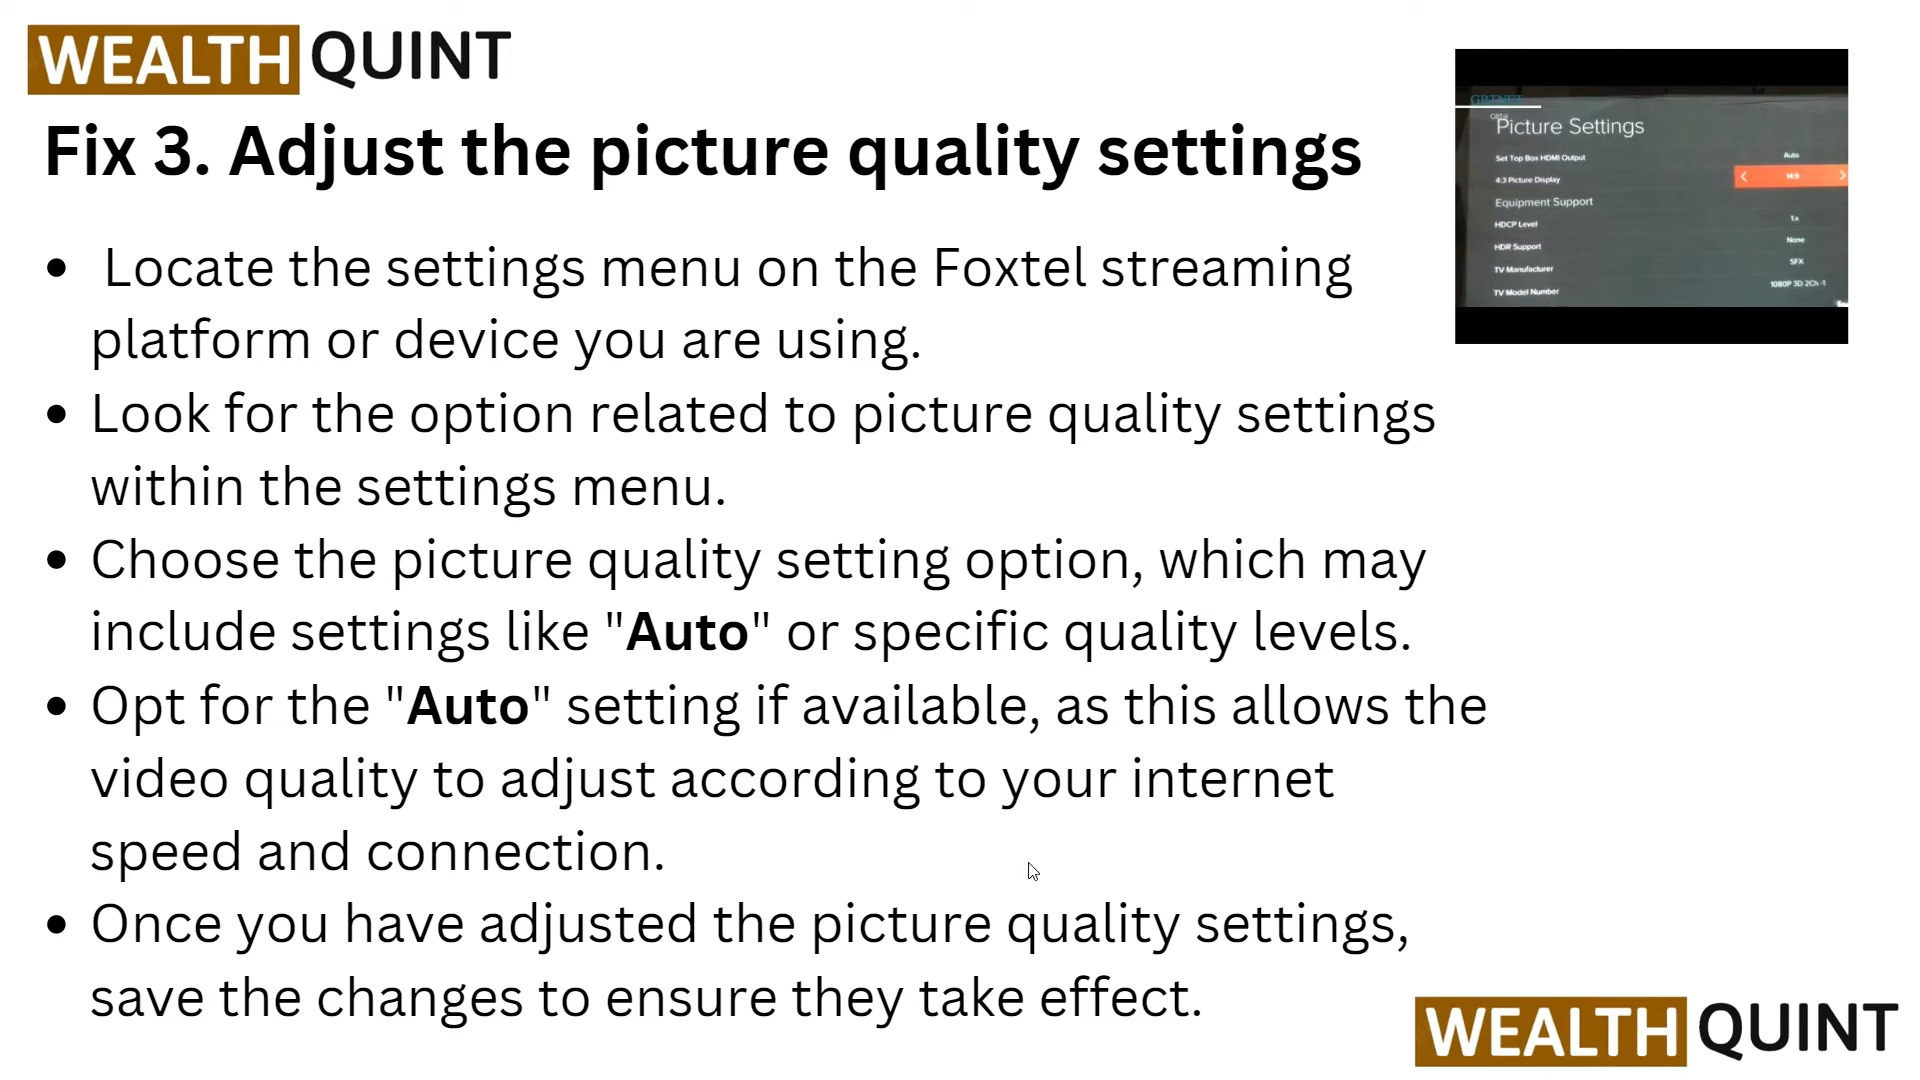 WEALTH QUINT
Fix 3. Adjust the picture quality settings
• Locate the settings menu on the Foxtel streaming
platform or device you are using.
• Look for the option related to picture quality settings
within the settings menu.
• Choose the picture quality setting option, which may
include settings like "Auto" or specific quality levels.
• Opt for the "Auto" setting if available, as this allows the
video quality to adjust according to your internet
speed and connection.
• Once you have adjusted the picture quality settings,
save the changes to ensure they take effect.
Picture Settings
Set Top Box HDMI Output Auto
4:3 Picture Display
Equipment Support
HDCP Level 1.x
HDR Support None
TV Manufacturer SFX
TV Model Number 1080P 3D 2Ch -1
WEALTH QUINT